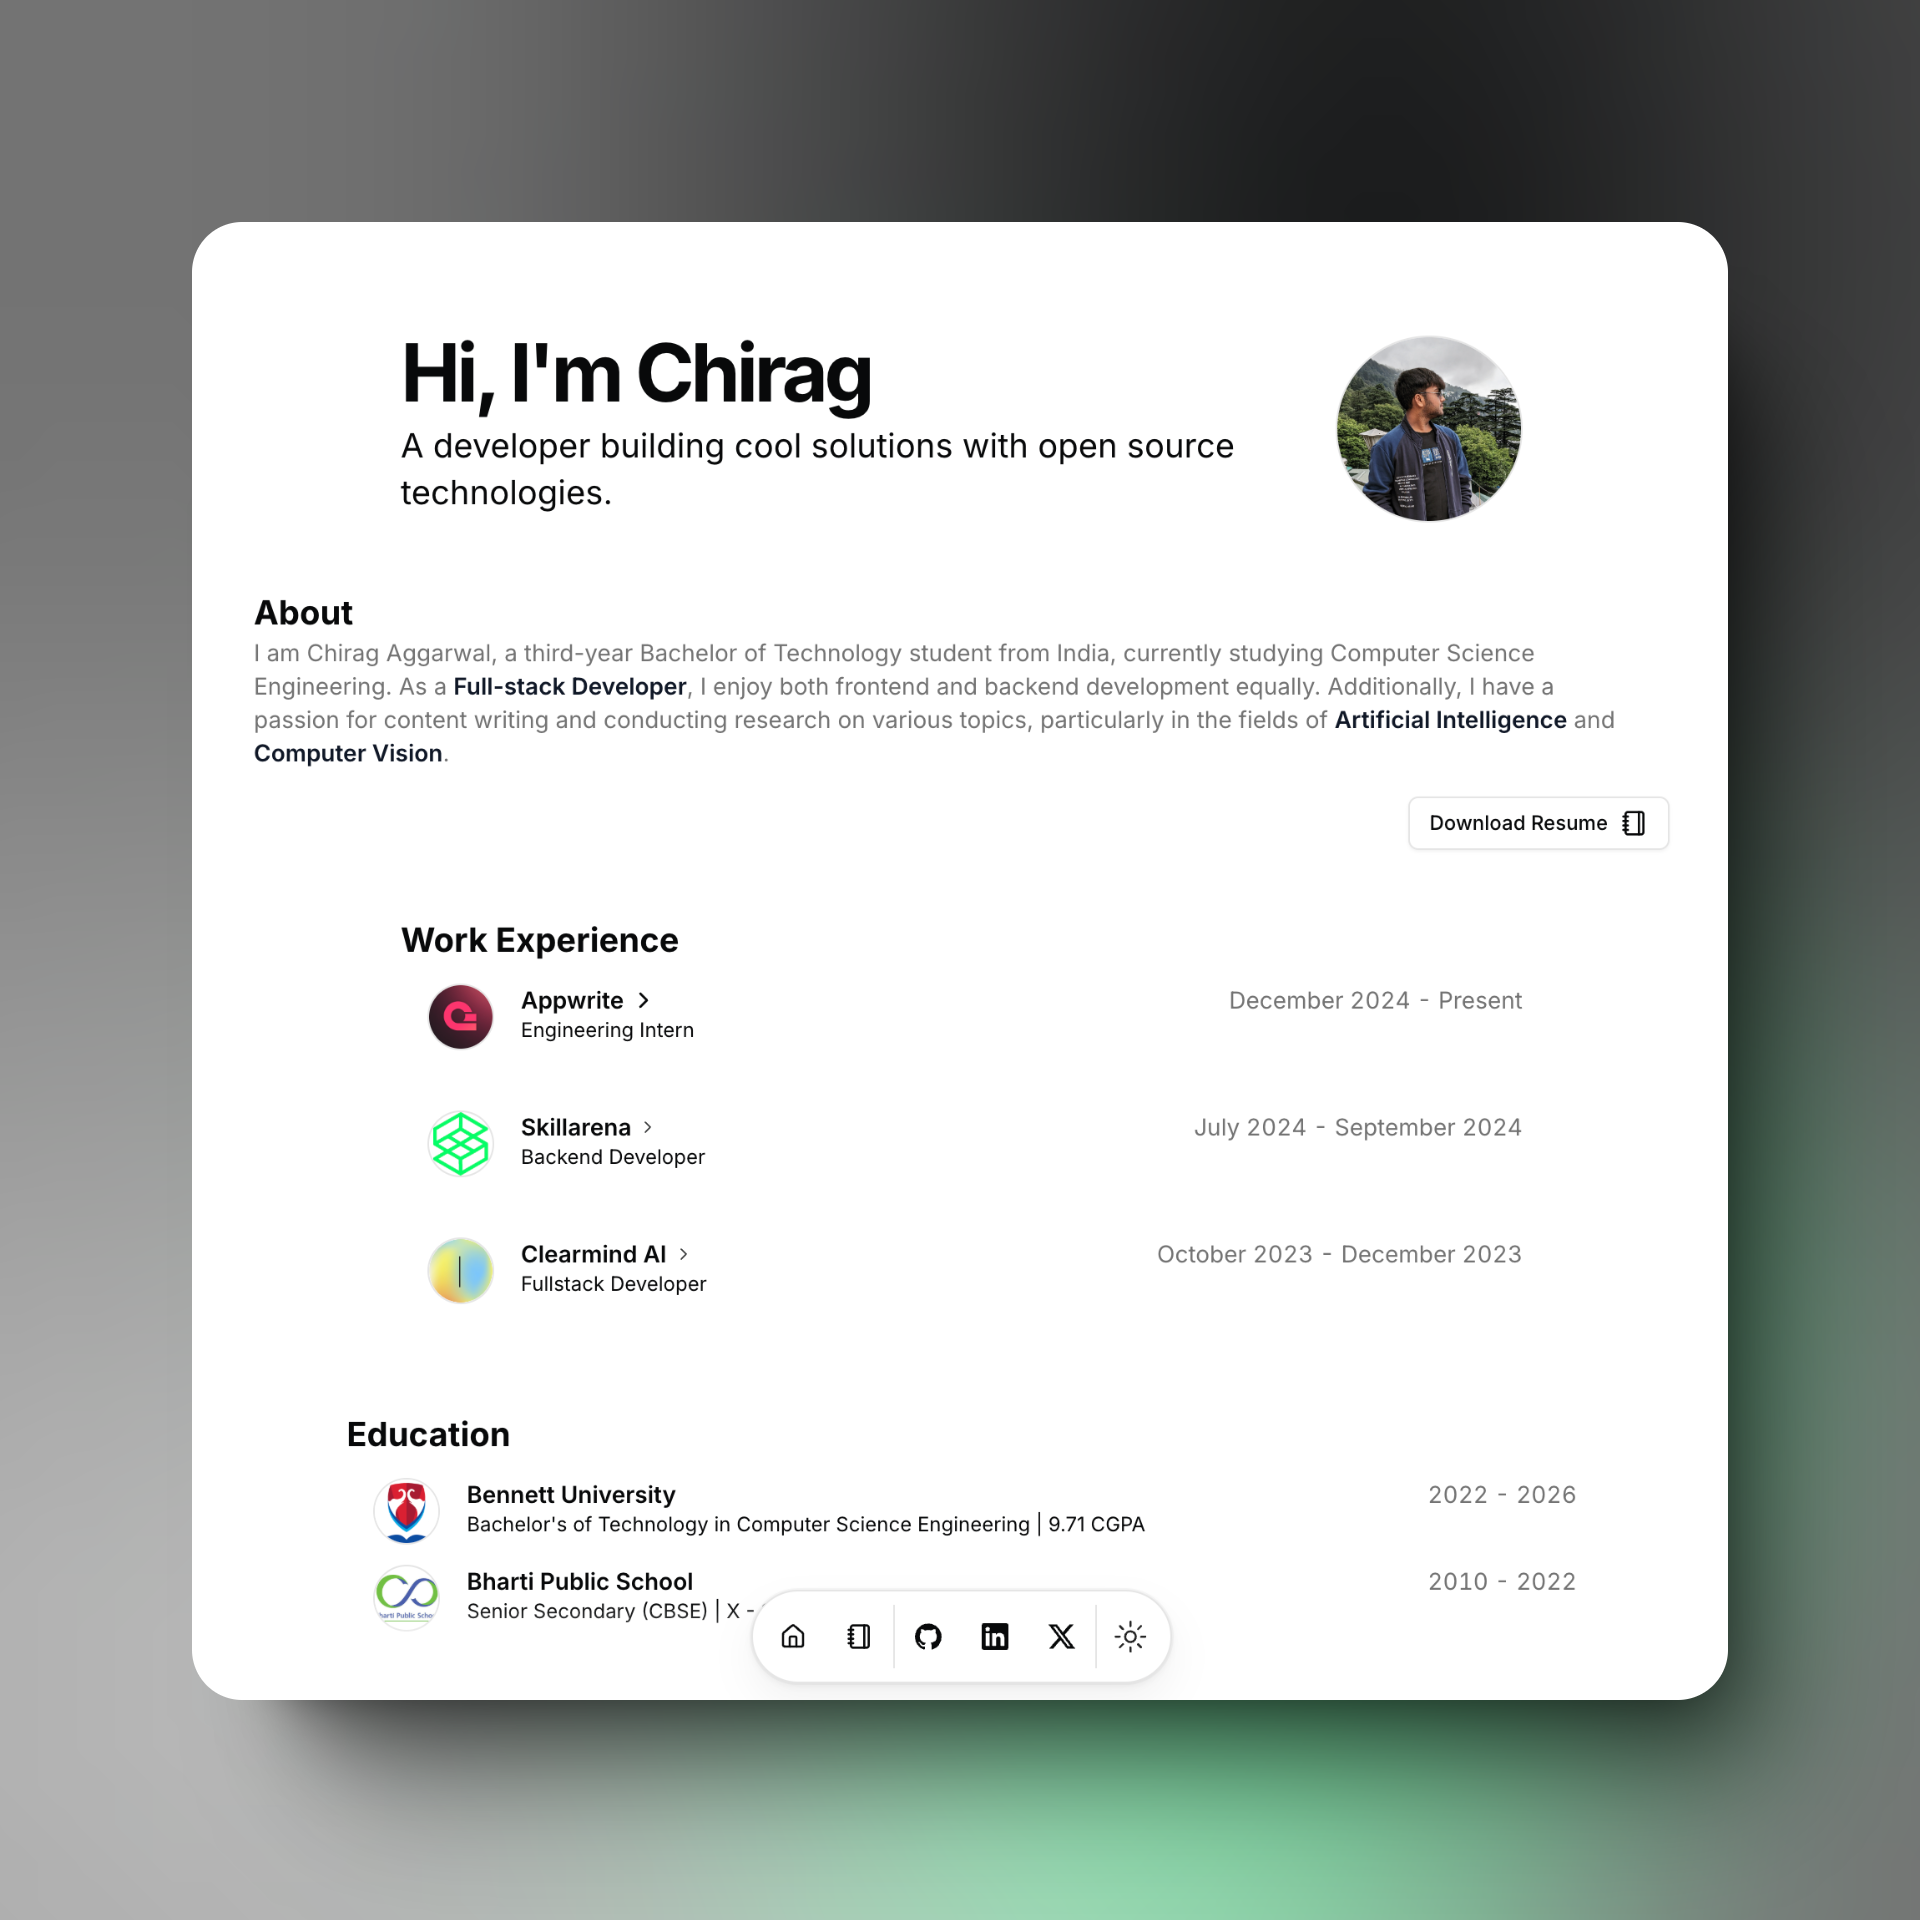 Hi, I'm Chirag
A developer building cool solutions with open source
technologies.
About
I am Chirag Aggarwal, a third-year Bachelor of Technology student from India, currently studying Computer Science
Engineering. As a Full-stack Developer, I enjoy both frontend and backend development equally. Additionally, I have a
passion for content writing and conducting research on various topics, particularly in the fields of Artificial Intelligence and
Computer Vision.
Download Resume
Work Experience
Appwrite
December 2024 - Present
Engineering Intern
Skillarena
July 2024 - September 2024
Backend Developer
Clearmind AI
October 2023 - December 2023
Fullstack Developer
Education
Bennett University
2022 - 2026
Bachelor's of Technology in Computer Science Engineering | 9.71 CGPA
Bharti Public School
2010 - 2022
Senior Secondary (CBSE) | X -
in